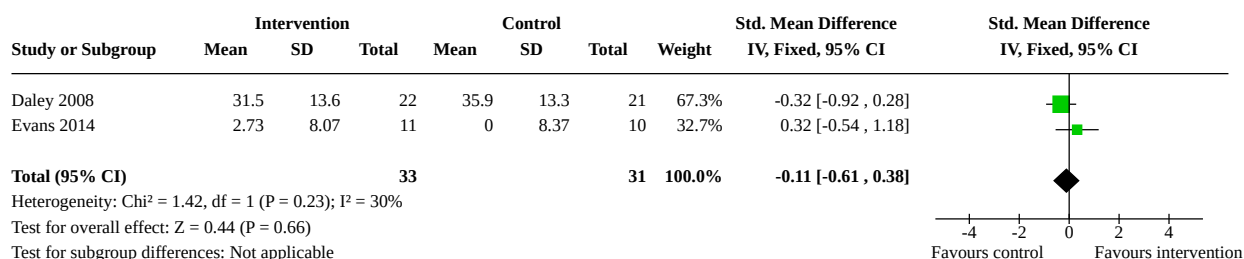 Intervention Control Std. Mean Difference Std. Mean Difference
Study or Subgroup Mean SD Total Mean SD Total Weight IV, Fixed, 95% CI IV, Fixed, 95% CI
Daley 2008 31.5 13.6 22 35.9 13.3 21 67.3% -0.32 [-0.92 , 0.28]
Evans 2014 2.73 8.07 11 0 8.37 10 32.7% 0.32 [-0.54 , 1.18]
Total (95% CI) 33 31 100.0% -0.11 [-0.61 , 0.38]
Heterogeneity: Chi² = 1.42, df = 1 (P = 0.23); I² = 30%
Test for overall effect: Z = 0.44 (P = 0.66)
Test for subgroup differences: Not applicable
-4 -2 0 2 4
Favours control Favours intervention